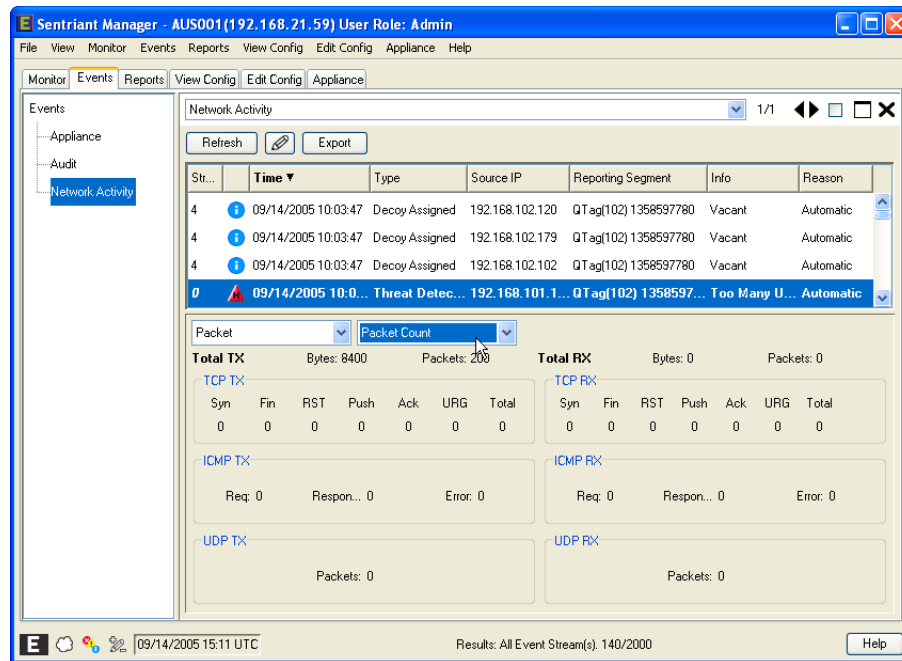 E Sentriant Manager - AUS001(192.168.21.59) User Role: Admin
File View Monitor Events Reports View Config Edit Config Appliance Help
Monitor Events Reports View Config Edit Config Appliance
Events
Appliance
Audit
Network Activity
Network Activity 1/1
Refresh Export
Str... Time Type Source IP Reporting Segment Info Reason
4 09/14/2005 10:03:47 Decoy Assigned 192.168.102.120 QTag(102) 1358597780 Vacant Automatic
4 09/14/2005 10:03:47 Decoy Assigned 192.168.102.179 QTag(102) 1358597780 Vacant Automatic
4 09/14/2005 10:03:47 Decoy Assigned 192.168.102.102 QTag(102) 1358597780 Vacant Automatic
0 09/14/2005 10:0... Threat Detec... 192.168.101.1... QTag(102) 1358597... Too Many U... Automatic
Packet Packet Count
Total TX Bytes: 8400 Packets: 200 Total RX Bytes: 0 Packets: 0
TCP TX TCP RX
Syn Fin RST Push Ack URG Total Syn Fin RST Push Ack URG Total
0 0 0 0 0 0 0 0 0 0 0 0 0 0
ICMP TX ICMP RX
Req: 0 Respon... 0 Error: 0 Req: 0 Respon... 0 Error: 0
UDP TX UDP RX
Packets: 0 Packets: 0
E 09/14/2005 15:11 UTC Results: All Event Stream(s). 140/2000 Help